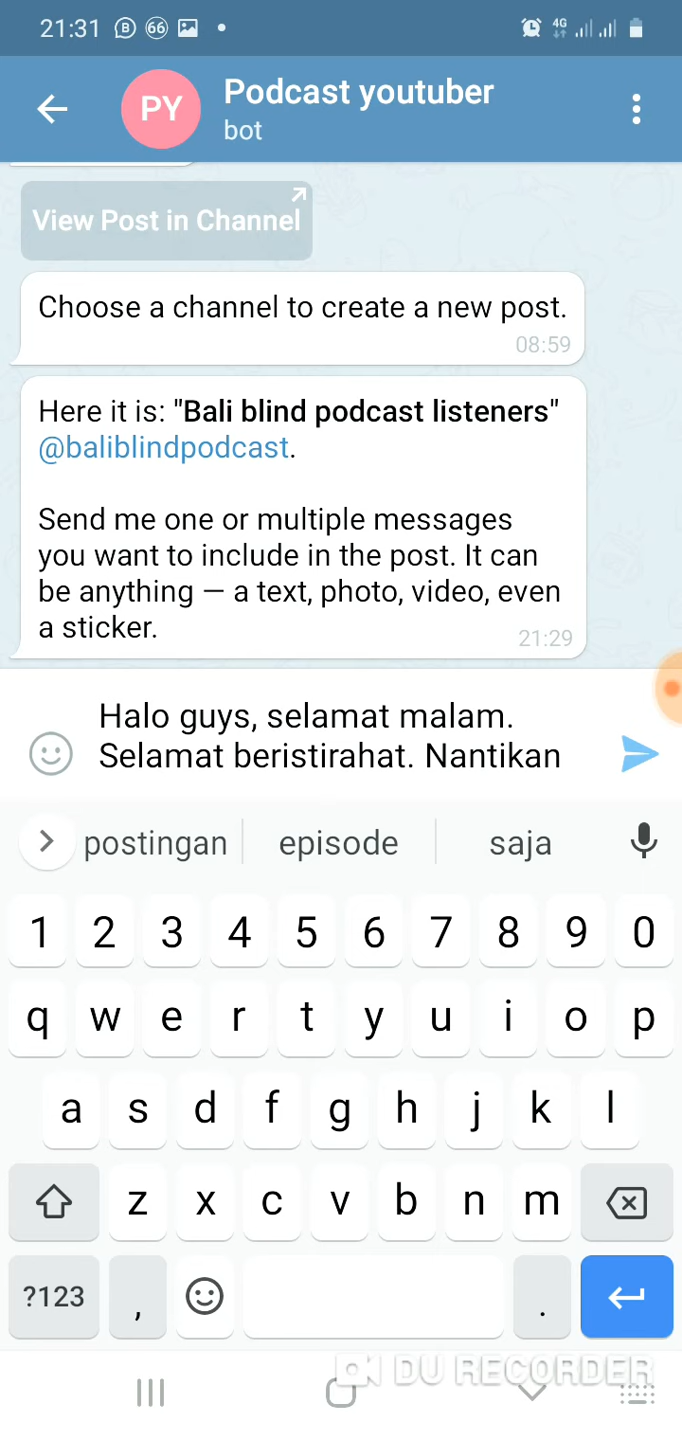 21:31 B 66 4G
PY Podcast youtuber
bot
View Post in Channel
Choose a channel to create a new post.
08:59
Here it is: "Bali blind podcast listeners"
@baliblindpodcast.
Send me one or multiple messages
you want to include in the post. It can
be anything — a text, photo, video, even
a sticker.
21:29
Halo guys, selamat malam.
Selamat beristirahat. Nantikan
postingan episode saja
1 2 3 4 5 6 7 8 9 0
q w e r t y u i o p
a s d f g h j k l
z x c v b n m
?123 , .
DU RECORDER